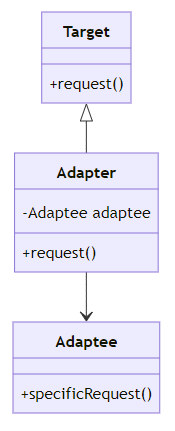 Target
+request()
Adapter
-Adaptee adaptee
+request()
Adaptee
+specificRequest()